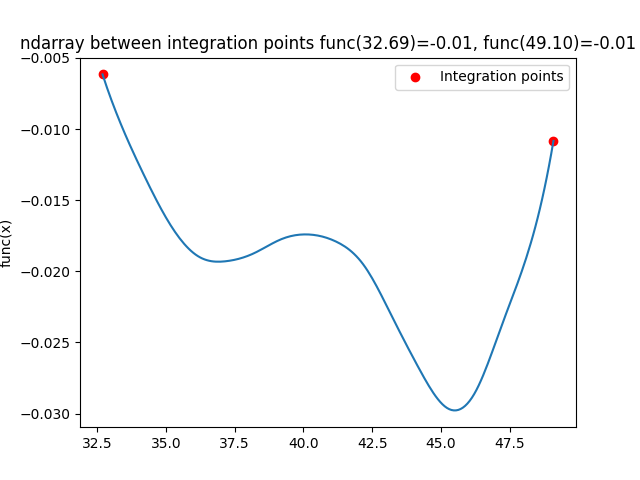 ndarray between integration points func(32.69)=-0.01, func(49.10)=-0.01
Integration points
func(x)
−0.005
−0.010
−0.015
−0.020
−0.025
−0.030
32.5 35.0 37.5 40.0 42.5 45.0 47.5